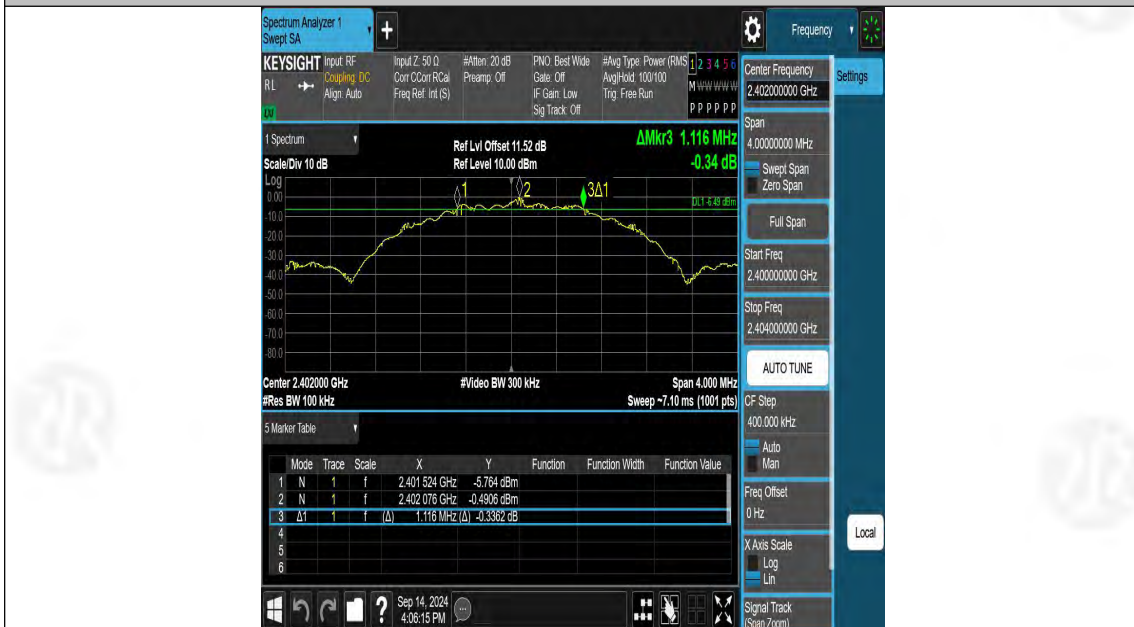 Spectrum Analyzer 1
Swept SA
+
Frequency
KEYSIGHT
RL
Input: RF
Coupling: DC
Align: Auto
Input Z: 50 Ω
Corr CCorr RCal
Freq Ref: Int (S)
#Atten: 20 dB
Preamp: Off
PNO: Best Wide
Gate: Off
IF Gain: Low
Sig Track: Off
#Avg Type: Power (RMS
Avg|Hold: 100/100
Trig: Free Run
1 2 3 4 5 6
M W W W W W
P P P P P P
1 Spectrum
Scale/Div 10 dB
Ref Lvl Offset 11.52 dB
Ref Level 10.00 dBm
ΔMkr3 1.116 MHz
-0.34 dB
Log
1
2
3Δ1
DL1 -6.49 dBm
0.00
-10.0
-20.0
-30.0
-40.0
-50.0
-60.0
-70.0
-80.0
Center 2.402000 GHz
#Video BW 300 kHz
Span 4.000 MHz
#Res BW 100 kHz
Sweep ~7.10 ms (1001 pts)
5 Marker Table
Mode Trace Scale X Y Function Function Width Function Value
1 N 1 f 2.401 524 GHz -5.764 dBm
2 N 1 f 2.402 076 GHz -0.4906 dBm
3 Δ1 1 f (Δ) 1.116 MHz (Δ) -0.3362 dB
4
5
6
?
Sep 14, 2024
4:06:15 PM
Center Frequency
2.402000000 GHz
Settings
Span
4.00000000 MHz
Swept Span
Zero Span
Full Span
Start Freq
2.400000000 GHz
Stop Freq
2.404000000 GHz
AUTO TUNE
CF Step
400.000 kHz
Auto
Man
Freq Offset
0 Hz
Local
X Axis Scale
Log
Lin
Signal Track
(Span Zoom)